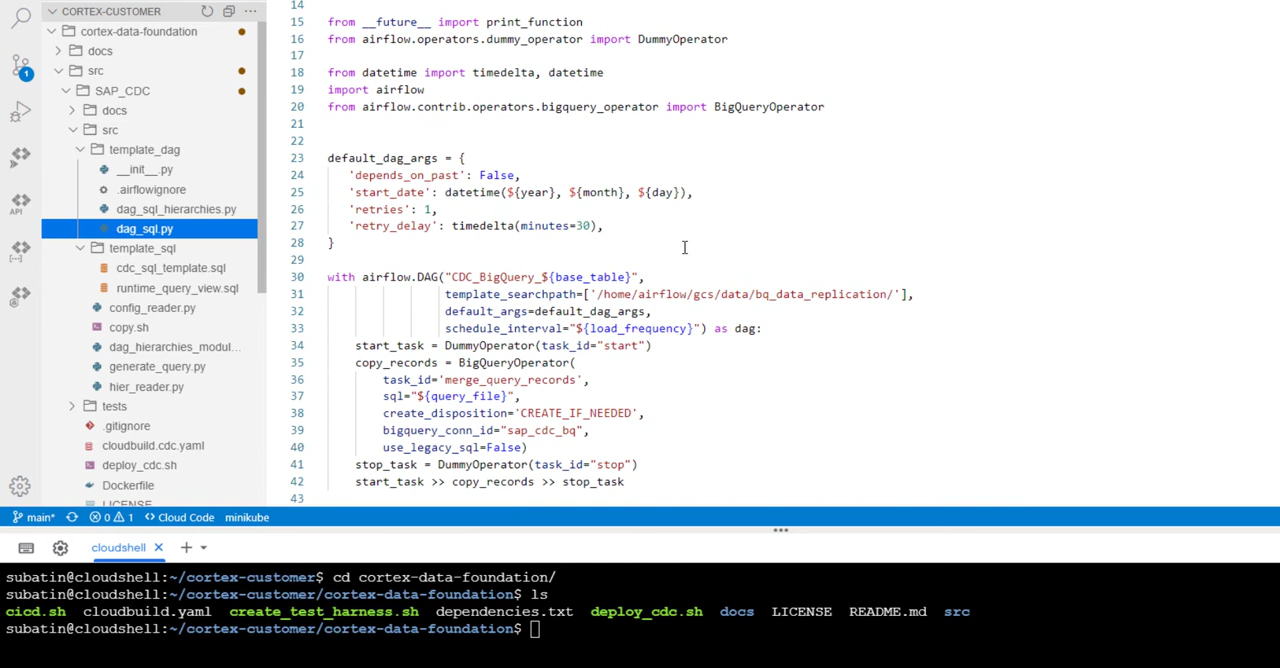 CORTEX-CUSTOMER
cortex-data-foundation
docs
src
1
SAP_CDC
docs
src
template_dag
__init__.py
.airflowignore
API
dag_sql_hierarchies.py
dag_sql.py
template_sql
cdc_sql_template.sql
runtime_query_view.sql
config_reader.py
copy.sh
dag_hierarchies_modul...
generate_query.py
hier_reader.py
tests
.gitignore
cloudbuild.cdc.yaml
deploy_cdc.sh
Dockerfile
LICENSE
14
15 from __future__ import print_function
16 from airflow.operators.dummy_operator import DummyOperator
17
18 from datetime import timedelta, datetime
19 import airflow
20 from airflow.contrib.operators.bigquery_operator import BigQueryOperator
21
22
23 default_dag_args = {
24 'depends_on_past': False,
25 'start_date': datetime(${year}, ${month}, ${day}),
26 'retries': 1,
27 'retry_delay': timedelta(minutes=30),
28 }
29
30 with airflow.DAG("CDC_BigQuery_${base_table}",
31 template_searchpath=['/home/airflow/gcs/data/bq_data_replication/'],
32 default_args=default_dag_args,
33 schedule_interval="${load_frequency}") as dag:
34 start_task = DummyOperator(task_id="start")
35 copy_records = BigQueryOperator(
36 task_id='merge_query_records',
37 sql="${query_file}",
38 create_disposition='CREATE_IF_NEEDED',
39 bigquery_conn_id="sap_cdc_bq",
40 use_legacy_sql=False)
41 stop_task = DummyOperator(task_id="stop")
42 start_task >> copy_records >> stop_task
43
main* 0 1 Cloud Code minikube
cloudshell
subatin@cloudshell:~/cortex-customer$ cd cortex-data-foundation/
subatin@cloudshell:~/cortex-customer/cortex-data-foundation$ ls
cicd.sh cloudbuild.yaml create_test_harness.sh dependencies.txt deploy_cdc.sh docs LICENSE README.md src
subatin@cloudshell:~/cortex-customer/cortex-data-foundation$